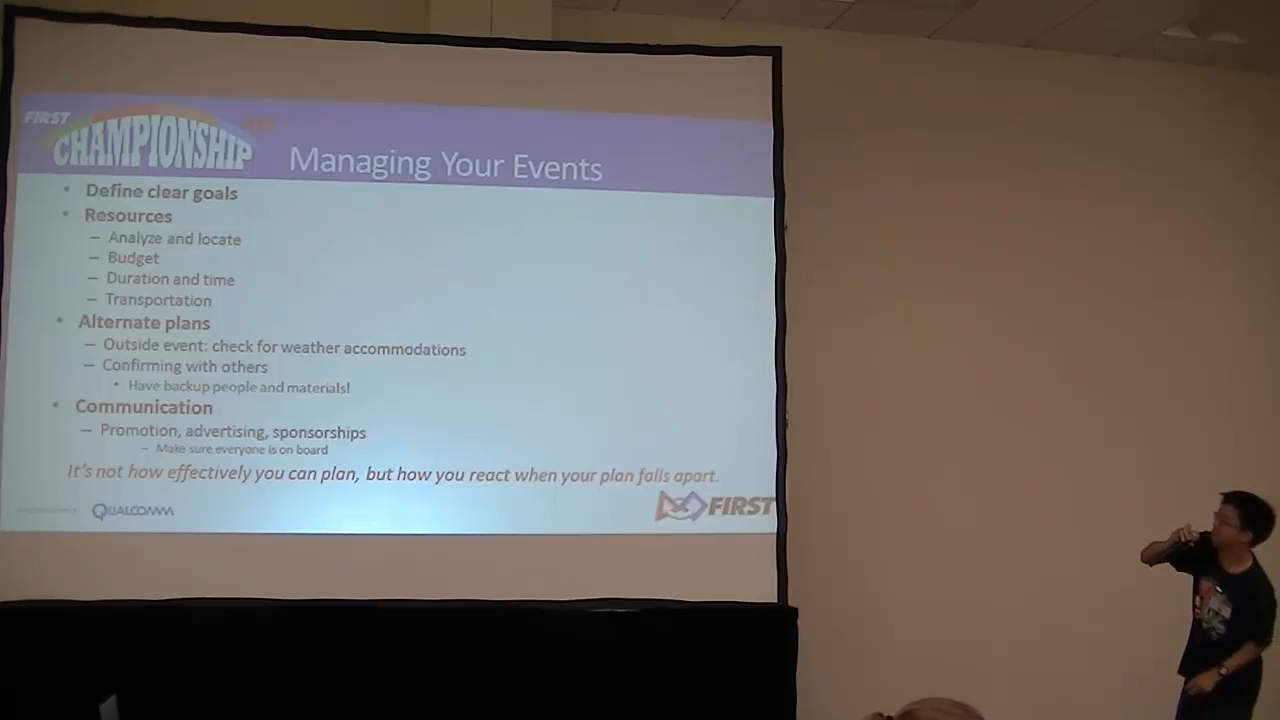 FIRST
CHAMPIONSHIP
Managing Your Events
• Define clear goals
• Resources
– Analyze and locate
– Budget
– Duration and time
– Transportation
• Alternate plans
– Outside event: check for weather accommodations
– Confirming with others
• Have backup people and materials!
• Communication
– Promotion, advertising, sponsorships
– Make sure everyone is on board
It's not how effectively you can plan, but how you react when your plan falls apart.
QUALCOMM
FIRST